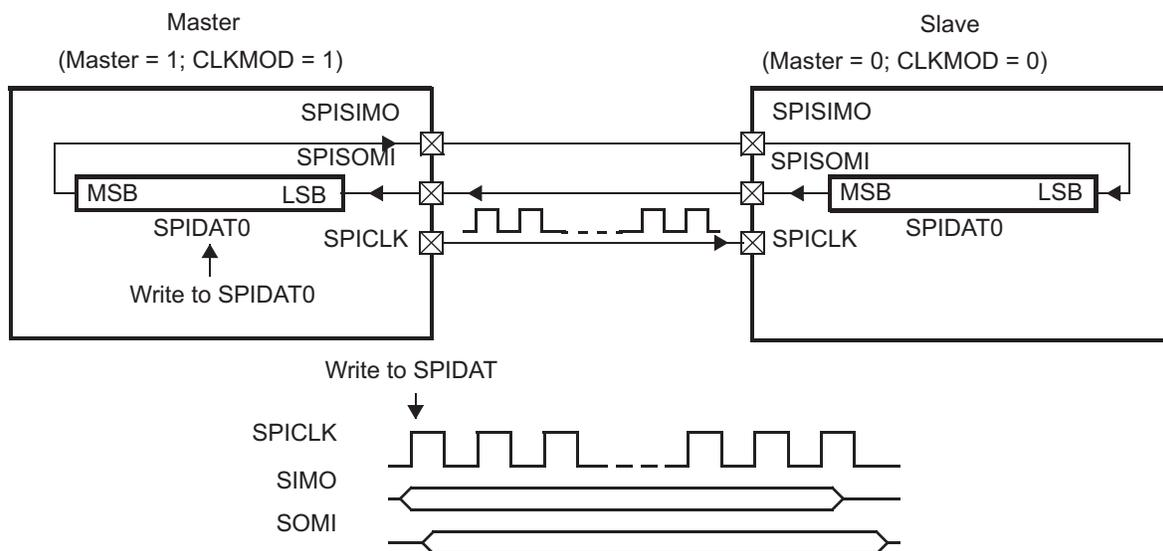 Master
(Master = 1; CLKMOD = 1)
Slave
(Master = 0; CLKMOD = 0)
SPISIMO
SPISIMO
SPISOMI
SPISOMI
MSB LSB
MSB LSB
SPIDAT0
SPIDAT0
SPICLK
SPICLK
Write to SPIDAT0
Write to SPIDAT
SPICLK
SIMO
SOMI